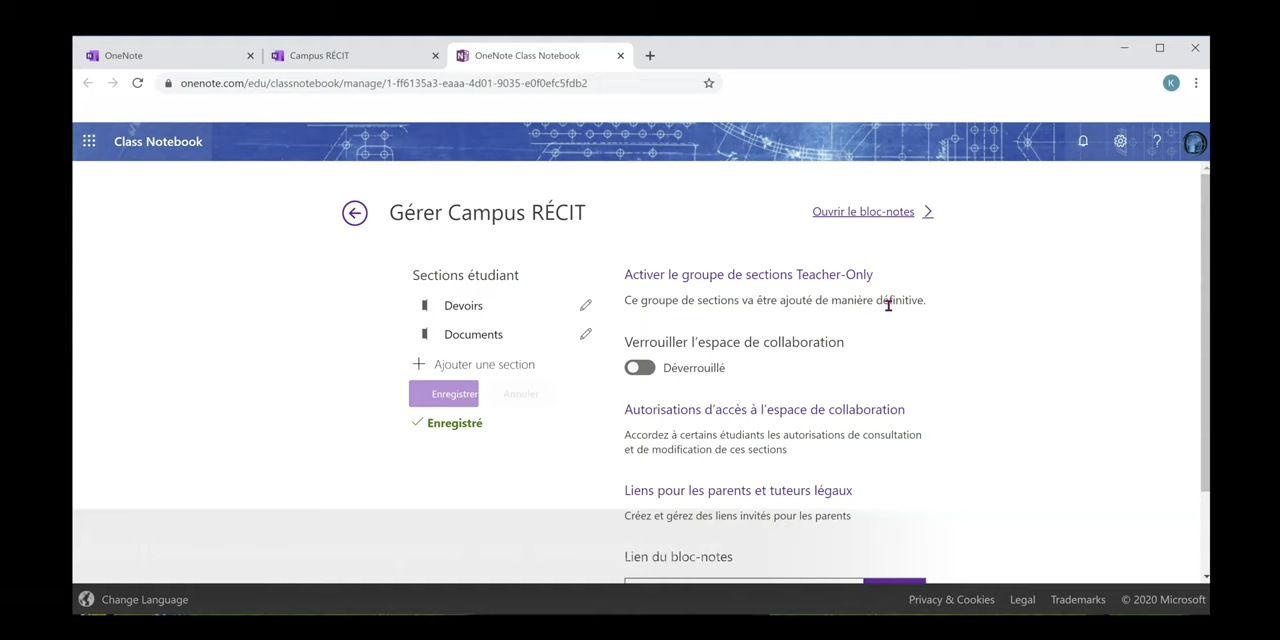 OneNote
Campus RÉCIT
OneNote Class Notebook
onenote.com/edu/classnotebook/manage/1-ff6135a3-eaaa-4d01-9035-e0f0efc5fdb2
K
Class Notebook
?
Gérer Campus RÉCIT
Ouvrir le bloc-notes
Sections étudiant
Devoirs
Documents
Ajouter une section
Enregistrer
Annuler
Enregistré
Activer le groupe de sections Teacher-Only
Ce groupe de sections va être ajouté de manière définitive.
Verrouiller l’espace de collaboration
Déverrouillé
Autorisations d’accès à l’espace de collaboration
Accordez à certains étudiants les autorisations de consultation
et de modification de ces sections
Liens pour les parents et tuteurs légaux
Créez et gérez des liens invités pour les parents
Lien du bloc-notes
Change Language
Privacy & Cookies
Legal
Trademarks
© 2020 Microsoft